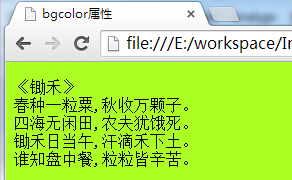 bgcolor属性
file:///E:/workspace/In
《锄禾》
春种一粒粟,秋收万颗子。
四海无闲田,农夫犹饿死。
锄禾日当午,汗滴禾下土。
谁知盘中餐,粒粒皆辛苦。